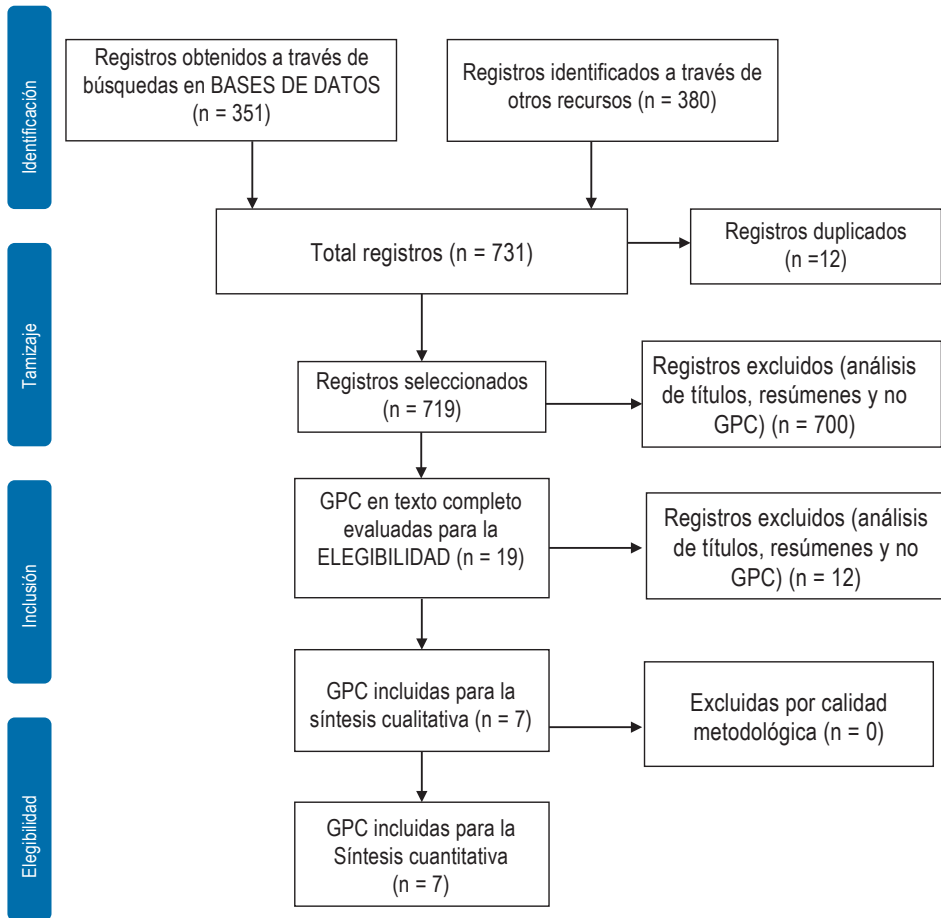 Identificación
Registros obtenidos a través de
búsquedas en BASES DE DATOS
(n = 351)
Registros identificados a través de
otros recursos (n = 380)
Total registros (n = 731)
Registros duplicados
(n =12)
Tamizaje
Registros seleccionados
(n = 719)
Registros excluidos (análisis
de títulos, resúmenes y no
GPC) (n = 700)
Inclusión
GPC en texto completo
evaluadas para la
ELEGIBILIDAD (n = 19)
Registros excluidos (análisis
de títulos, resúmenes y no
GPC) (n = 12)
GPC incluidas para la
síntesis cualitativa (n = 7)
Excluidas por calidad
metodológica (n = 0)
Elegibilidad
GPC incluidas para la
Síntesis cuantitativa
(n = 7)